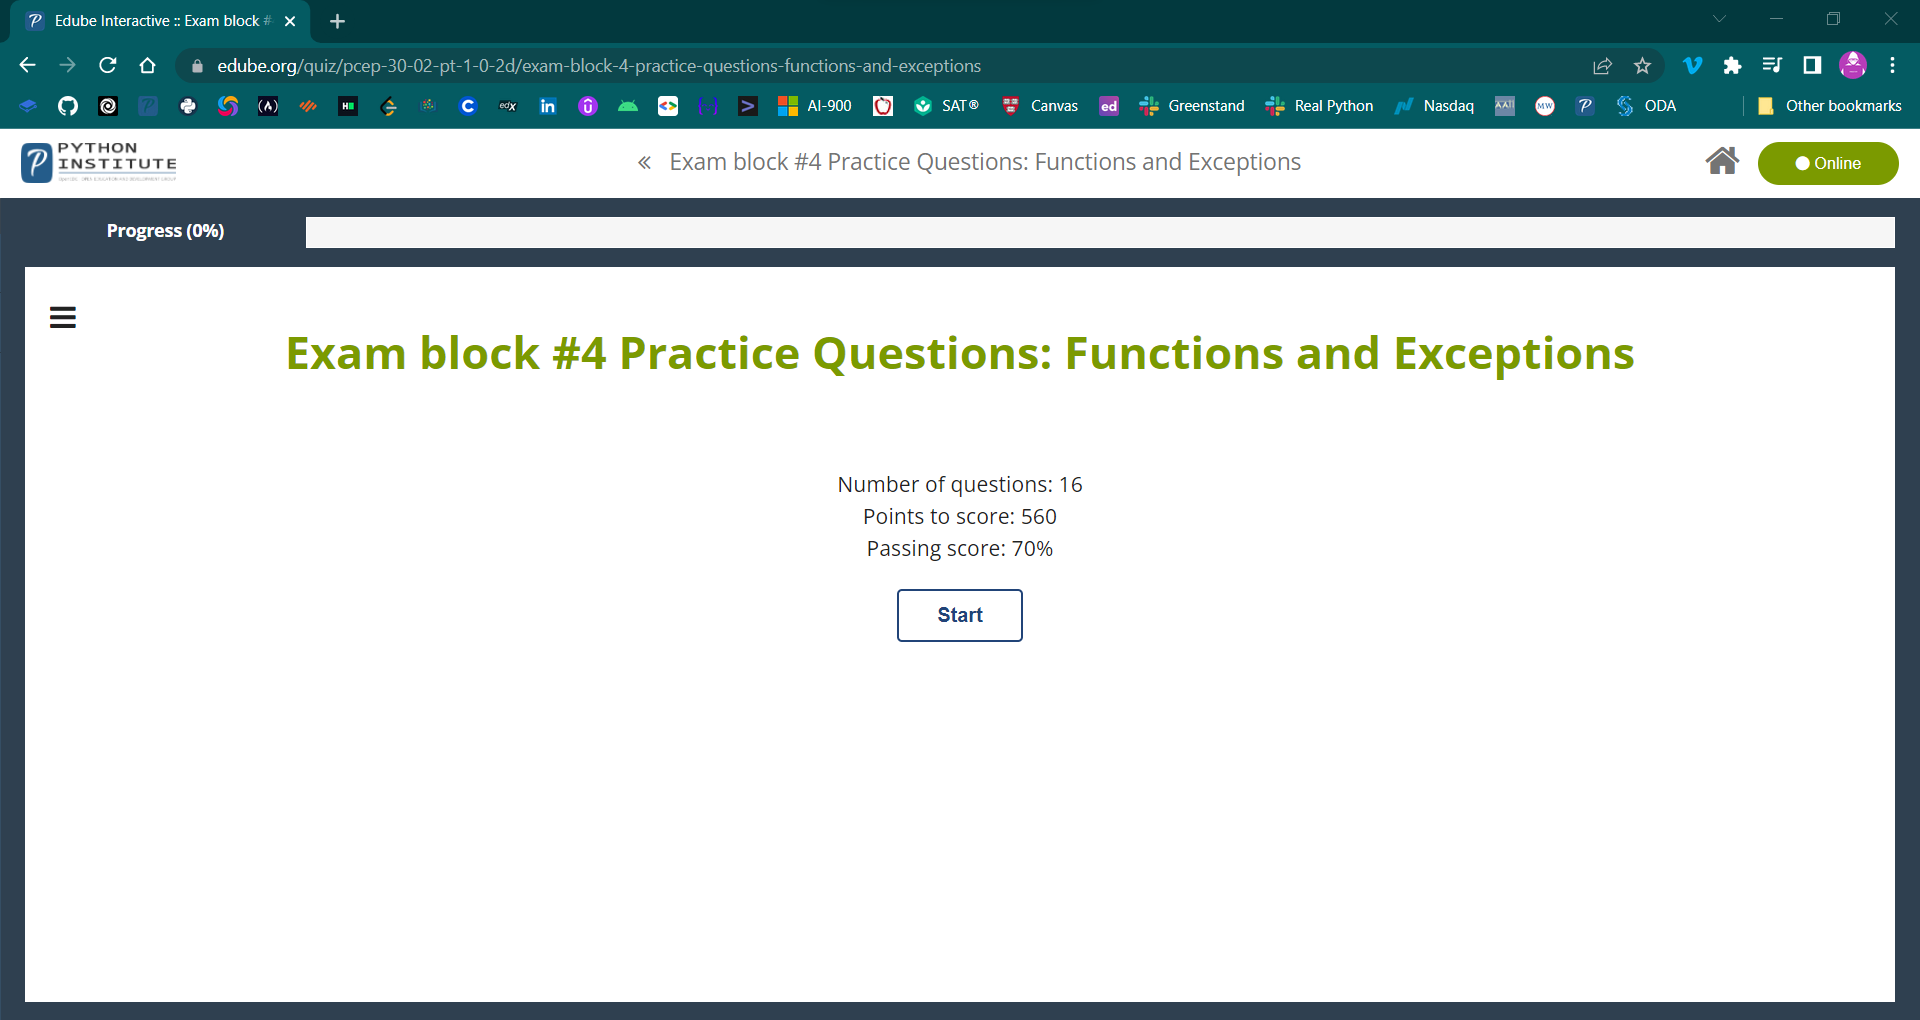 Edube Interactive :: Exam block #
edube.org/quiz/pcep-30-02-pt-1-0-2d/exam-block-4-practice-questions-functions-and-exceptions
AI-900 SAT® Canvas ed Greenstand Real Python Nasdaq MW ODA Other bookmarks
PYTHON
INSTITUTE
« Exam block #4 Practice Questions: Functions and Exceptions
Online
Progress (0%)
Exam block #4 Practice Questions: Functions and Exceptions
Number of questions: 16
Points to score: 560
Passing score: 70%
Start